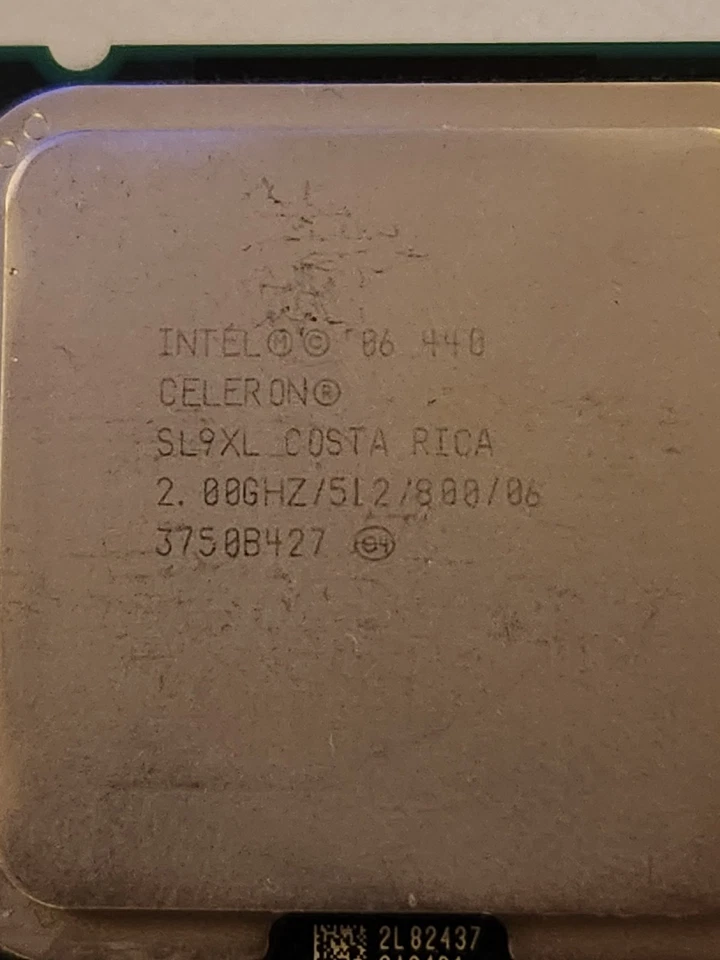 INTEL Ⓜ © '06 440
CELERON®
SL9XL COSTA RICA
2.00GHZ/512/800/06
3750B427 e4
2L82437